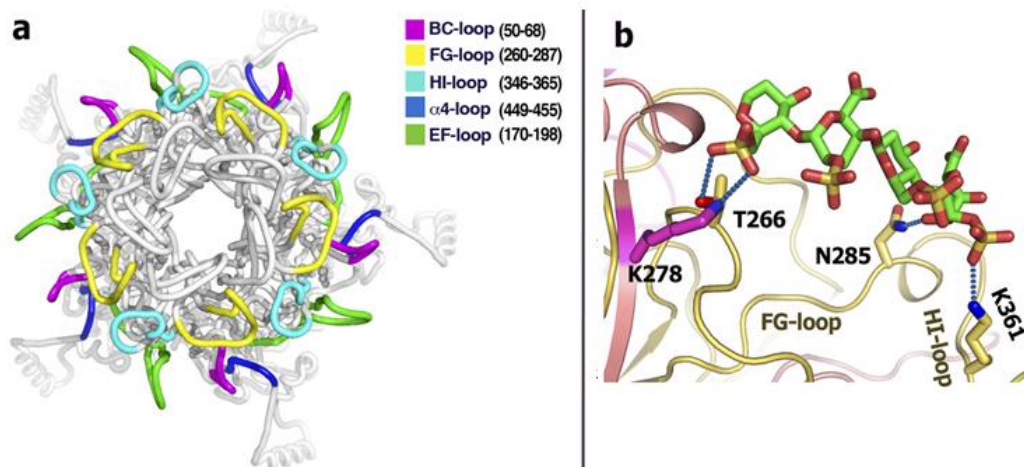 a
BC-loop (50-68)
FG-loop (260-287)
HI-loop (346-365)
α4-loop (449-455)
EF-loop (170-198)
b
T266
K278
N285
K361
FG-loop
HI-loop